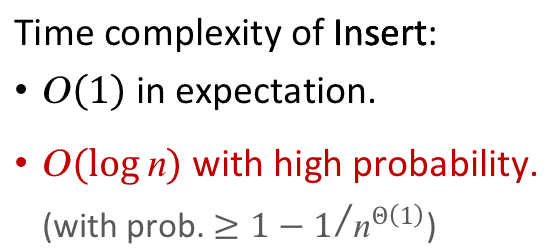 Time complexity of Insert:
• O(1) in expectation.
• O(log n) with high probability.
(with prob. ≥ 1 − 1/n^Θ(1))